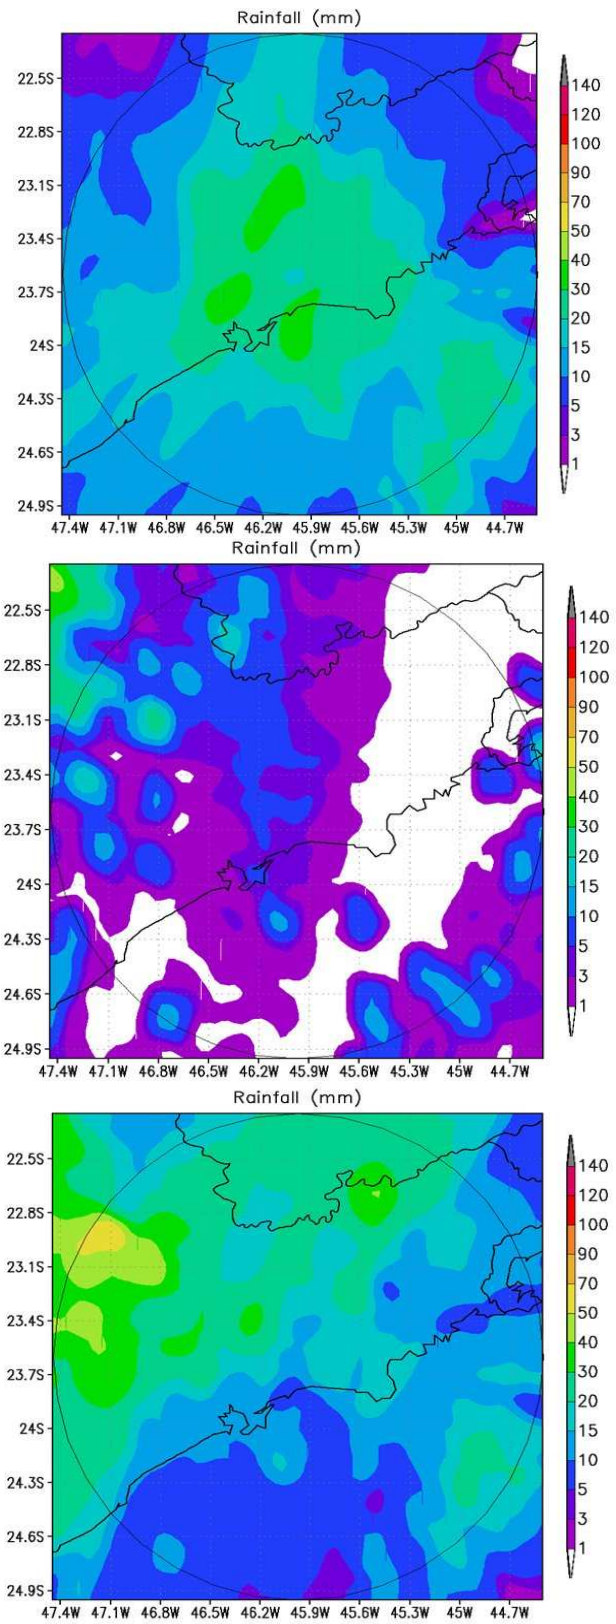 Rainfall (mm)
22.5S
22.8S
23.1S
23.4S
23.7S
24S
24.3S
24.6S
24.9S
47.4W 47.1W 46.8W 46.5W 46.2W 45.9W 45.6W 45.3W 45W 44.7W
140
120
100
90
70
50
40
30
20
15
10
5
3
1
Rainfall (mm)
22.5S
22.8S
23.1S
23.4S
23.7S
24S
24.3S
24.6S
24.9S
47.4W 47.1W 46.8W 46.5W 46.2W 45.9W 45.6W 45.3W 45W 44.7W
140
120
100
90
70
50
40
30
20
15
10
5
3
1
Rainfall (mm)
22.5S
22.8S
23.1S
23.4S
23.7S
24S
24.3S
24.6S
24.9S
47.4W 47.1W 46.8W 46.5W 46.2W 45.9W 45.6W 45.3W 45W 44.7W
140
120
100
90
70
50
40
30
20
15
10
5
3
1